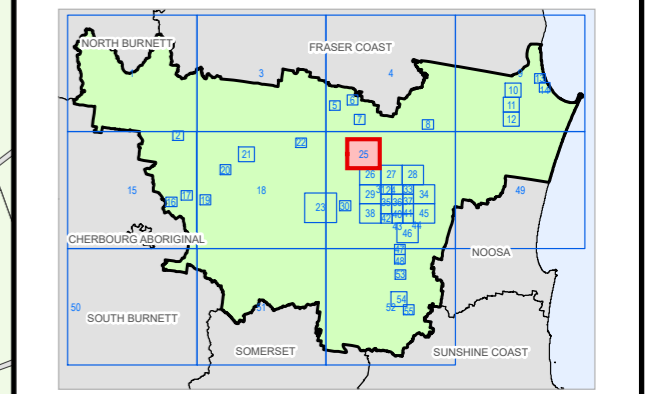 NORTH BURNETT
FRASER COAST
1 3 4 5
13
14
10
11
12
5 6
7
8
2
22
21
25
20
26 27 28
15 18
17
16 19
23 30
29 24 33 34
35 36 37
38 40 41 45
42
43 44
46
49
CHERBOURG ABORIGINAL
NOOSA
47
48
53
50 51 52
54
55
SOUTH BURNETT
SOMERSET
SUNSHINE COAST